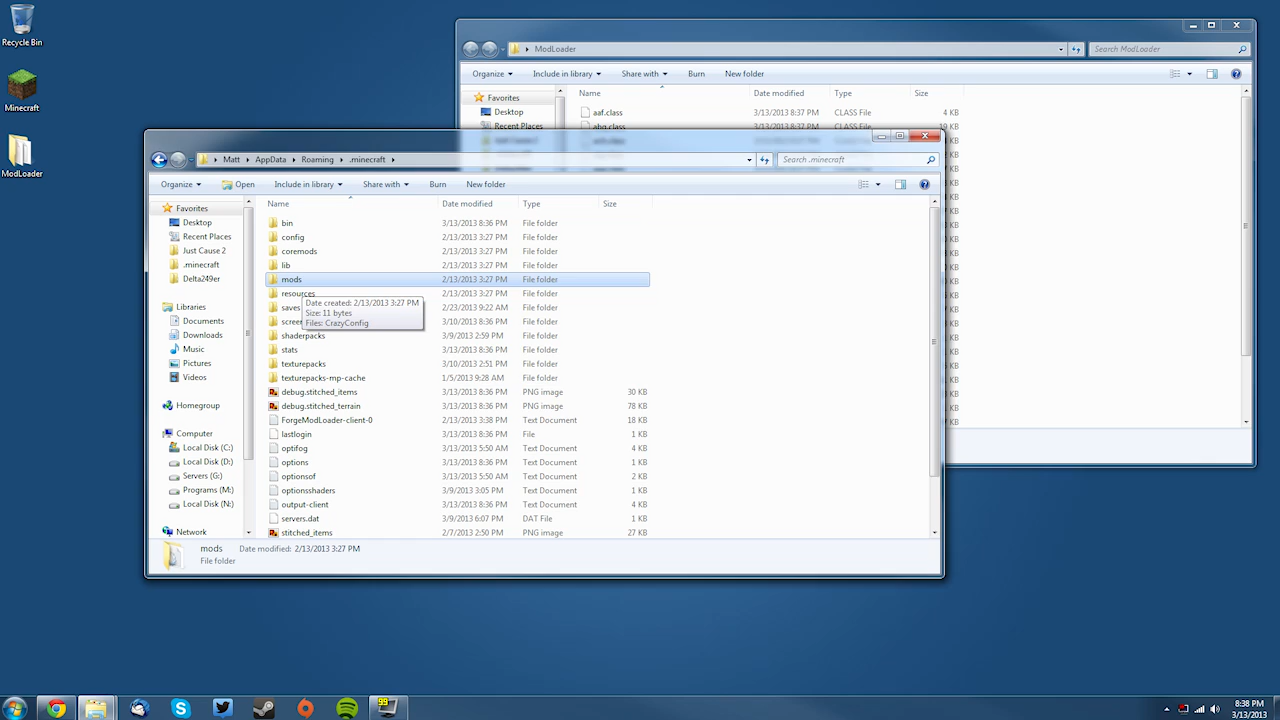 Recycle Bin
Minecraft
ModLoader
ModLoader
Search ModLoader
Organize Include in library Share with Burn New folder
Favorites
Desktop
Recent Places
Name Date modified Type Size
aaf.class 3/13/2013 8:37 PM CLASS File 4 KB
Matt AppData Roaming .minecraft
Search .minecraft
Organize Open Include in library Share with Burn New folder
Favorites
Desktop
Recent Places
Just Cause 2
.minecraft
Delta249er
Libraries
Documents
Downloads
Music
Pictures
Videos
Homegroup
Computer
Local Disk (C:)
Local Disk (D:)
Servers (G:)
Programs (M:)
Local Disk (N:)
Network
Name Date modified Type Size
bin 3/13/2013 8:36 PM File folder
config 2/13/2013 3:27 PM File folder
coremods 2/13/2013 3:27 PM File folder
lib 2/13/2013 3:27 PM File folder
mods 2/13/2013 3:27 PM File folder
resources 2/13/2013 3:27 PM File folder
saves 2/23/2013 9:22 AM File folder
3/10/2013 8:36 PM File folder
shaderpacks 3/9/2013 2:59 PM File folder
stats 3/13/2013 8:36 PM File folder
texturepacks 3/10/2013 2:51 PM File folder
texturepacks-mp-cache 1/5/2013 9:28 AM File folder
debug.stitched_items 3/13/2013 8:36 PM PNG image 30 KB
debug.stitched_terrain 3/13/2013 8:36 PM PNG image 78 KB
ForgeModLoader-client-0 2/13/2013 3:38 PM Text Document 18 KB
lastlogin 3/13/2013 8:36 PM File 1 KB
optifog 3/13/2013 5:50 AM Text Document 4 KB
options 3/13/2013 8:36 PM Text Document 1 KB
optionsof 3/13/2013 5:50 AM Text Document 2 KB
optionsshaders 3/9/2013 3:05 PM Text Document 1 KB
output-client 3/13/2013 8:36 PM Text Document 4 KB
servers.dat 3/9/2013 6:07 PM DAT File 1 KB
stitched_items 2/7/2013 2:50 PM PNG image 27 KB
Date created: 2/13/2013 3:27 PM
Size: 11 bytes
Files: CrazyConfig
mods Date modified: 2/13/2013 3:27 PM
File folder
99
8:38 PM
3/13/2013